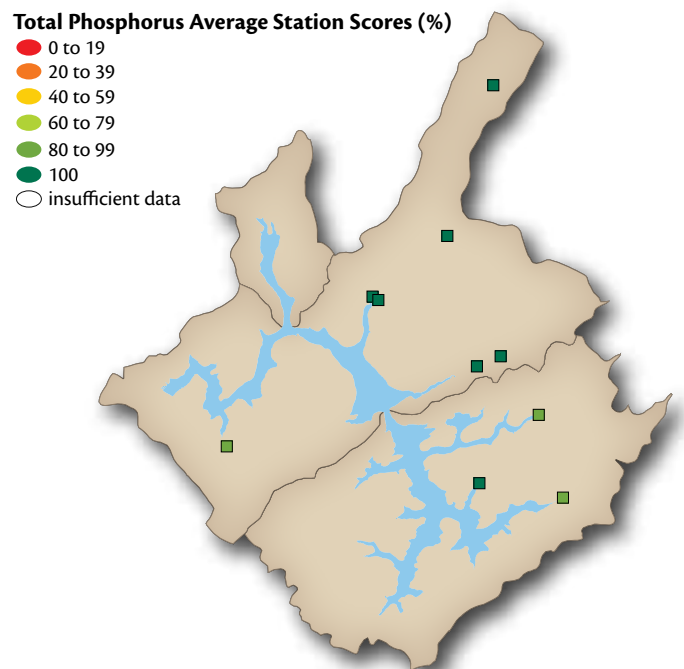 Total Phosphorus Average Station Scores (%)
0 to 19
20 to 39
40 to 59
60 to 79
80 to 99
100
insufficient data